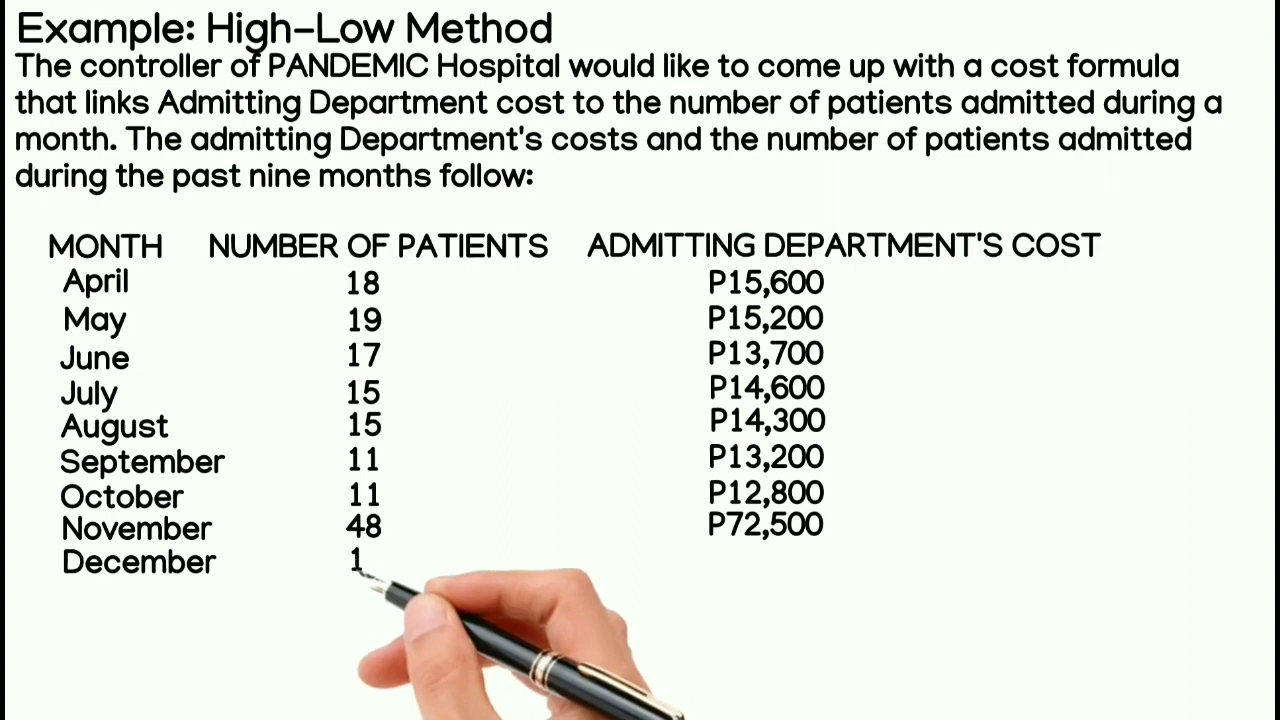 Example: High-Low Method
The controller of PANDEMIC Hospital would like to come up with a cost formula
that links Admitting Department cost to the number of patients admitted during a
month. The admitting Department's costs and the number of patients admitted
during the past nine months follow:
MONTH NUMBER OF PATIENTS ADMITTING DEPARTMENT'S COST
April 18 P15,600
May 19 P15,200
June 17 P13,700
July 15 P14,600
August 15 P14,300
September 11 P13,200
October 11 P12,800
November 48 P72,500
December 1